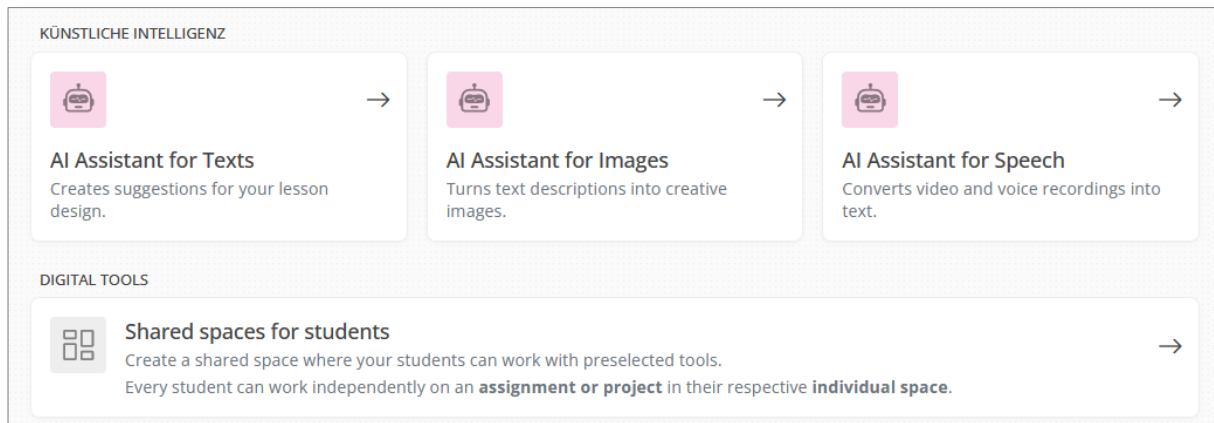 KÜNSTLICHE INTELLIGENZ
AI Assistant for Texts
Creates suggestions for your lesson
design.
AI Assistant for Images
Turns text descriptions into creative
images.
AI Assistant for Speech
Converts video and voice recordings into
text.
DIGITAL TOOLS
Shared spaces for students
Create a shared space where your students can work with preselected tools.
Every student can work independently on an assignment or project in their respective individual space.